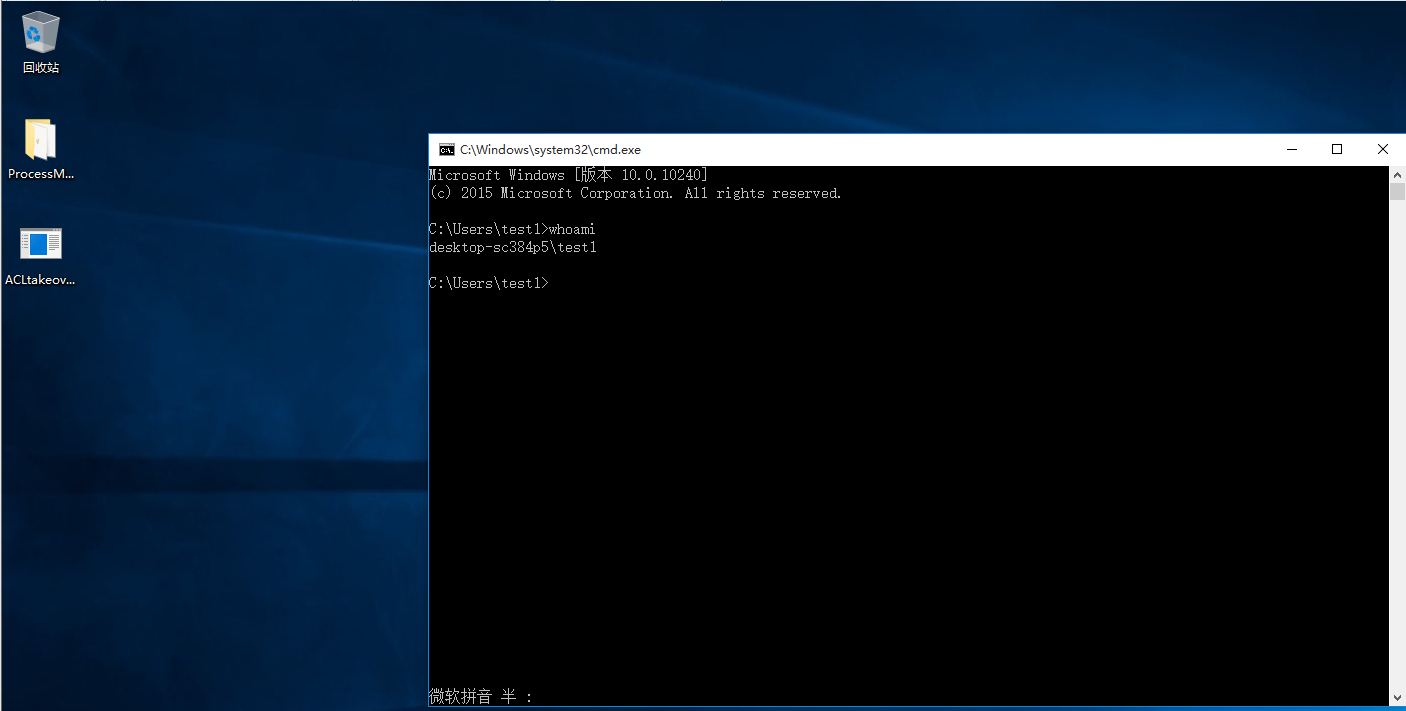 回收站
ProcessM...
ACLtakeov...
C:\Windows\system32\cmd.exe
Microsoft Windows [版本 10.0.10240]
(c) 2015 Microsoft Corporation. All rights reserved.
C:\Users\test1>whoami
desktop-sc384p5\test1
C:\Users\test1>
微软拼音 半 :